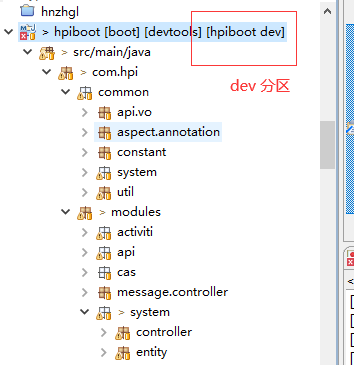 hnzhgl
> hpiboot [boot] [devtools] [hpiboot dev]
> src/main/java
> com.hpi
common
api.vo
aspect.annotation
constant
system
util
> modules
activiti
api
cas
message.controller
> system
controller
entity
dev 分区